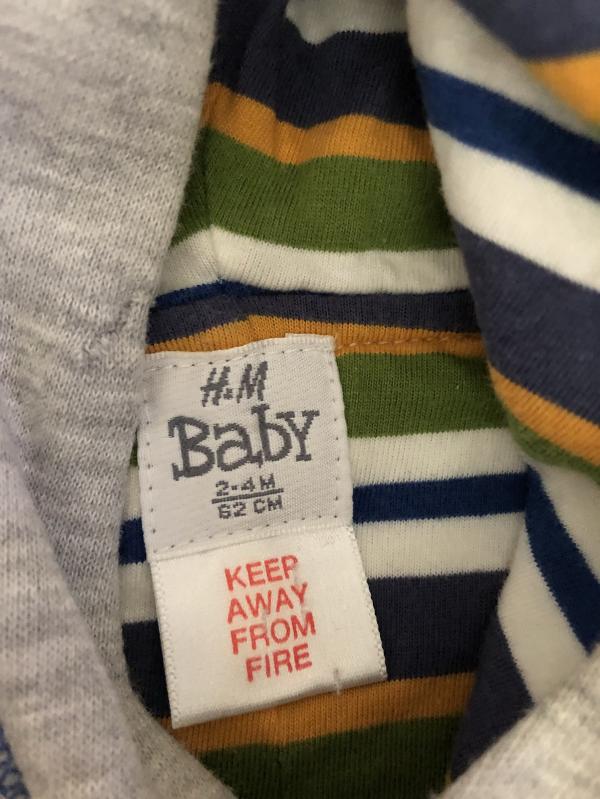 H&M
Baby
2-4 M
62 CM
KEEP
AWAY
FROM
FIRE